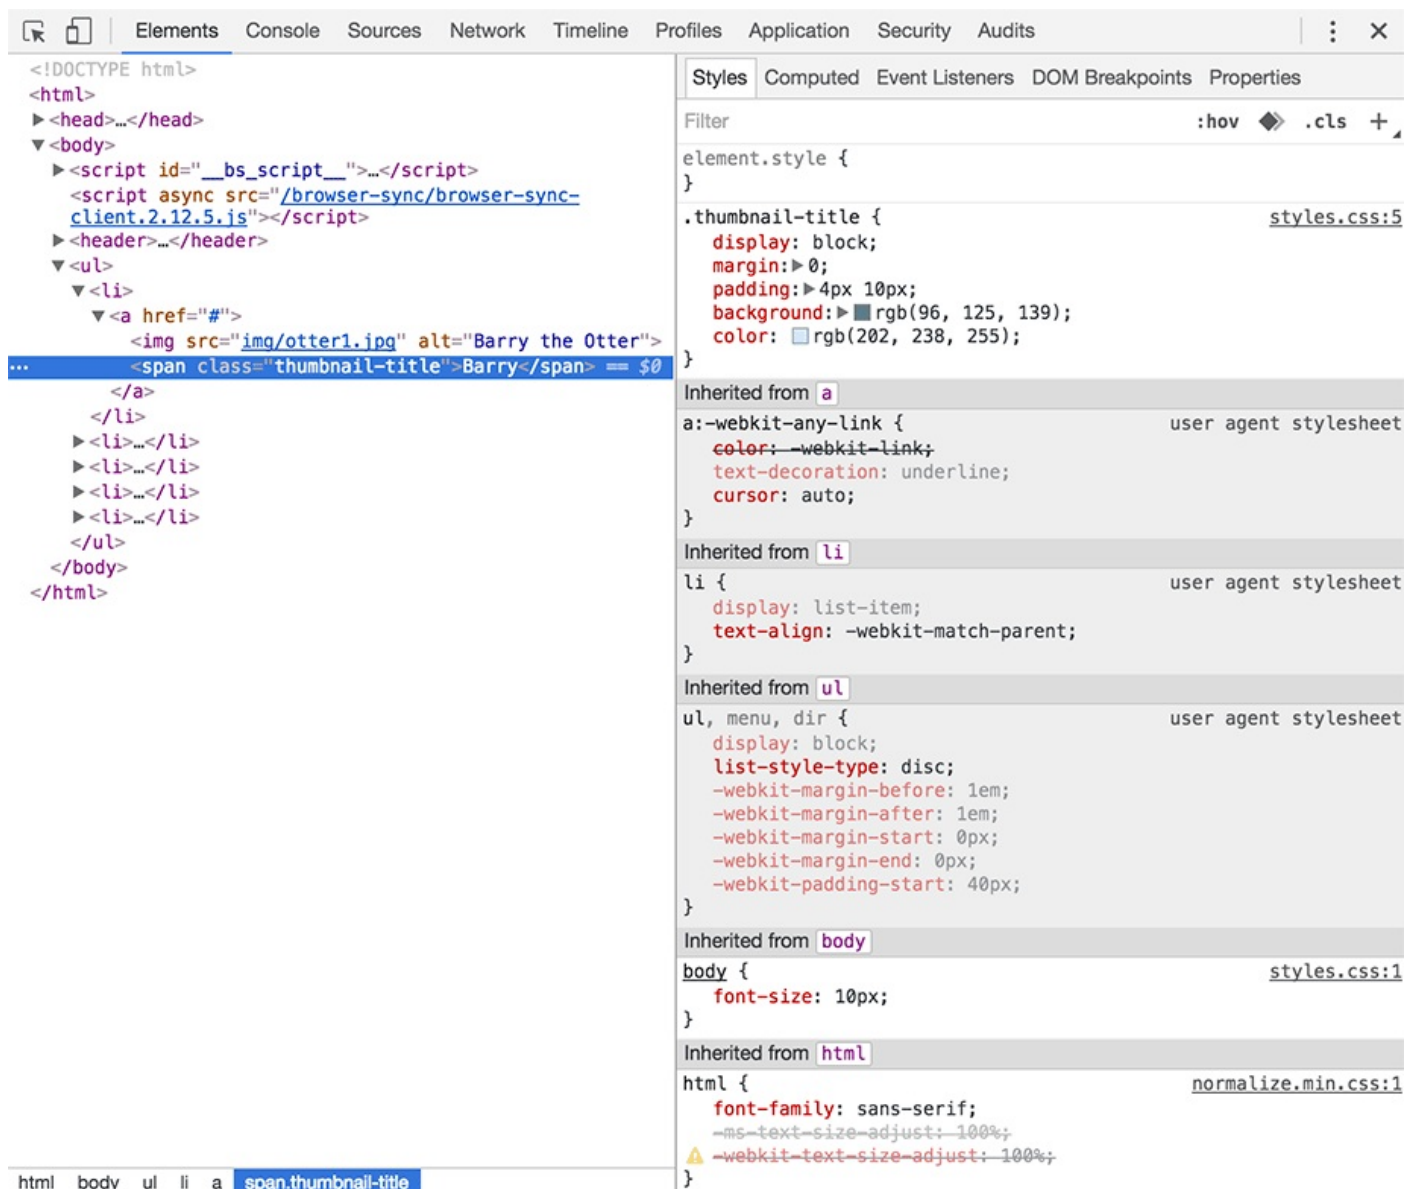 Elements Console Sources Network Timeline Profiles Application Security Audits
<!DOCTYPE html>
<html>
<head>…</head>
<body>
<script id="__bs_script__">…</script>
<script async src="/browser-sync/browser-sync-
client.2.12.5.js"></script>
<header>…</header>
<ul>
<li>
<a href="#">
<img src="img/otter1.jpg" alt="Barry the Otter">
<span class="thumbnail-title">Barry</span> == $0
</a>
</li>
<li>…</li>
<li>…</li>
<li>…</li>
<li>…</li>
</ul>
</body>
</html>
html body ul li a span.thumbnail-title
Styles Computed Event Listeners DOM Breakpoints Properties
Filter :hov .cls +
element.style {
}
.thumbnail-title { styles.css:5
display: block;
margin: 0;
padding: 4px 10px;
background: rgb(96, 125, 139);
color: rgb(202, 238, 255);
}
Inherited from a
a:-webkit-any-link { user agent stylesheet
color: -webkit-link;
text-decoration: underline;
cursor: auto;
}
Inherited from li
li { user agent stylesheet
display: list-item;
text-align: -webkit-match-parent;
}
Inherited from ul
ul, menu, dir { user agent stylesheet
display: block;
list-style-type: disc;
-webkit-margin-before: 1em;
-webkit-margin-after: 1em;
-webkit-margin-start: 0px;
-webkit-margin-end: 0px;
-webkit-padding-start: 40px;
}
Inherited from body
body { styles.css:1
font-size: 10px;
}
Inherited from html
html { normalize.min.css:1
font-family: sans-serif;
-ms-text-size-adjust: 100%;
-webkit-text-size-adjust: 100%;
}